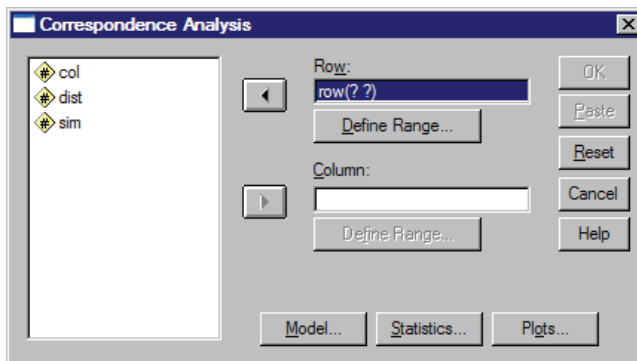 Correspondence Analysis
col
dist
sim
Row:
row(? ?)
Define Range...
Column:
Define Range...
OK
Paste
Reset
Cancel
Help
Model...
Statistics...
Plots...